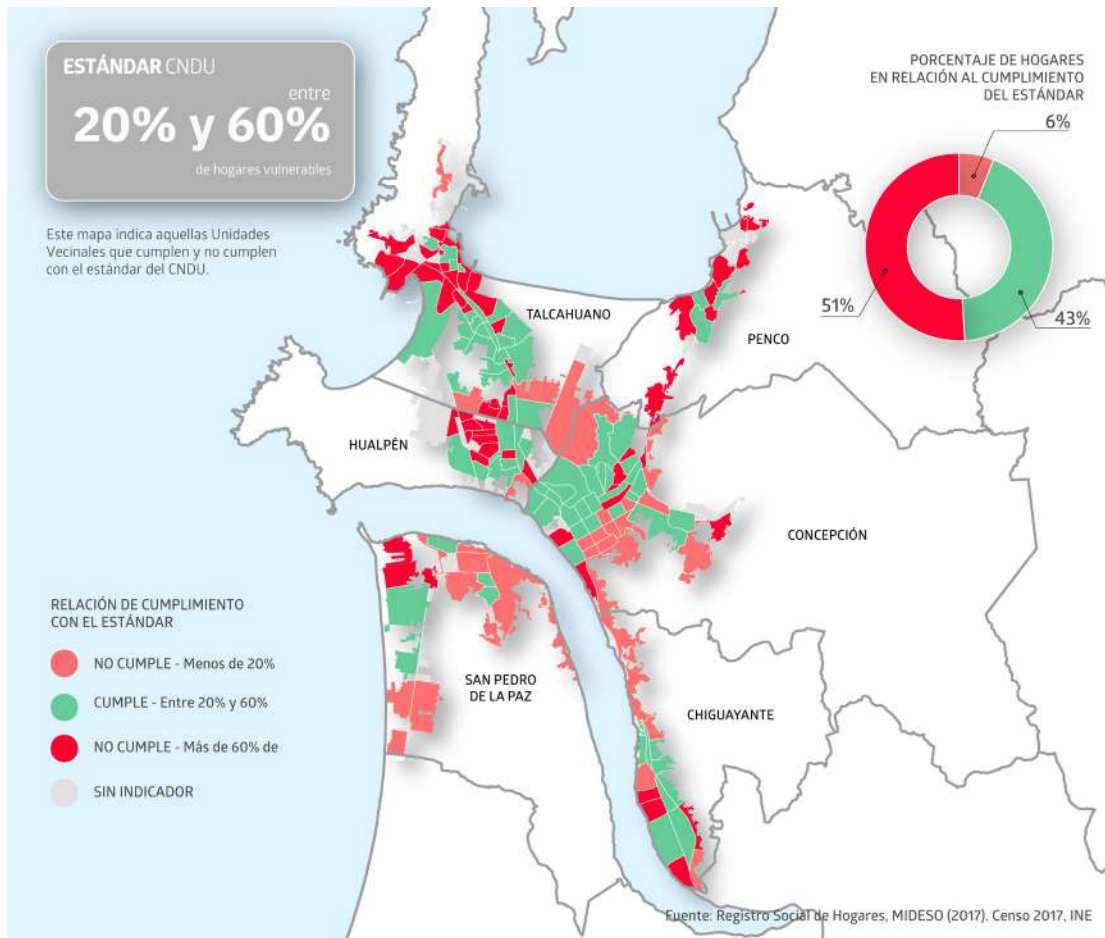 ESTÁNDAR CNDU
entre
20% y 60%
de hogares vulnerables
Este mapa indica aquellas Unidades
Vecinales que cumplen y no cumplen
con el estándar del CNDU.
PORCENTAJE DE HOGARES
EN RELACIÓN AL CUMPLIMIENTO
DEL ESTÁNDAR
6%
51%
43%
TALCAHUANO
PENCO
HUALPÉN
CONCEPCIÓN
SAN PEDRO
DE LA PAZ
CHIGUAYANTE
RELACIÓN DE CUMPLIMIENTO
CON EL ESTÁNDAR
NO CUMPLE - Menos de 20%
CUMPLE - Entre 20% y 60%
NO CUMPLE - Más de 60% de
SIN INDICADOR
Fuente: Registro Social de Hogares, MIDESO (2017). Censo 2017, INE